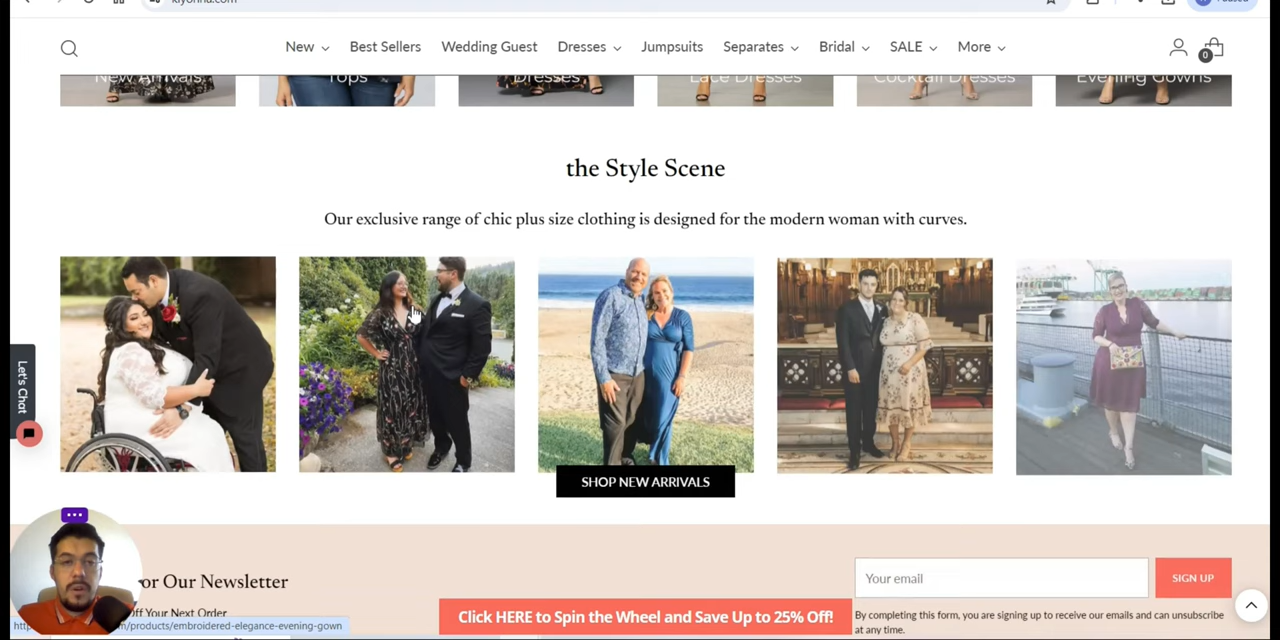 kiyonna.com
New
Best Sellers
Wedding Guest
Dresses
Jumpsuits
Separates
Bridal
SALE
More
0
New Arrivals
Tops
Dresses
Lace Dresses
Cocktail Dresses
Evening Gowns
the Style Scene
Our exclusive range of chic plus size clothing is designed for the modern woman with curves.
SHOP NEW ARRIVALS
Let's Chat
or Our Newsletter
Off Your Next Order
Your email
SIGN UP
By completing this form, you are signing up to receive our emails and can unsubscribe
at any time.
Click HERE to Spin the Wheel and Save Up to 25% Off!
m/products/embroidered-elegance-evening-gown